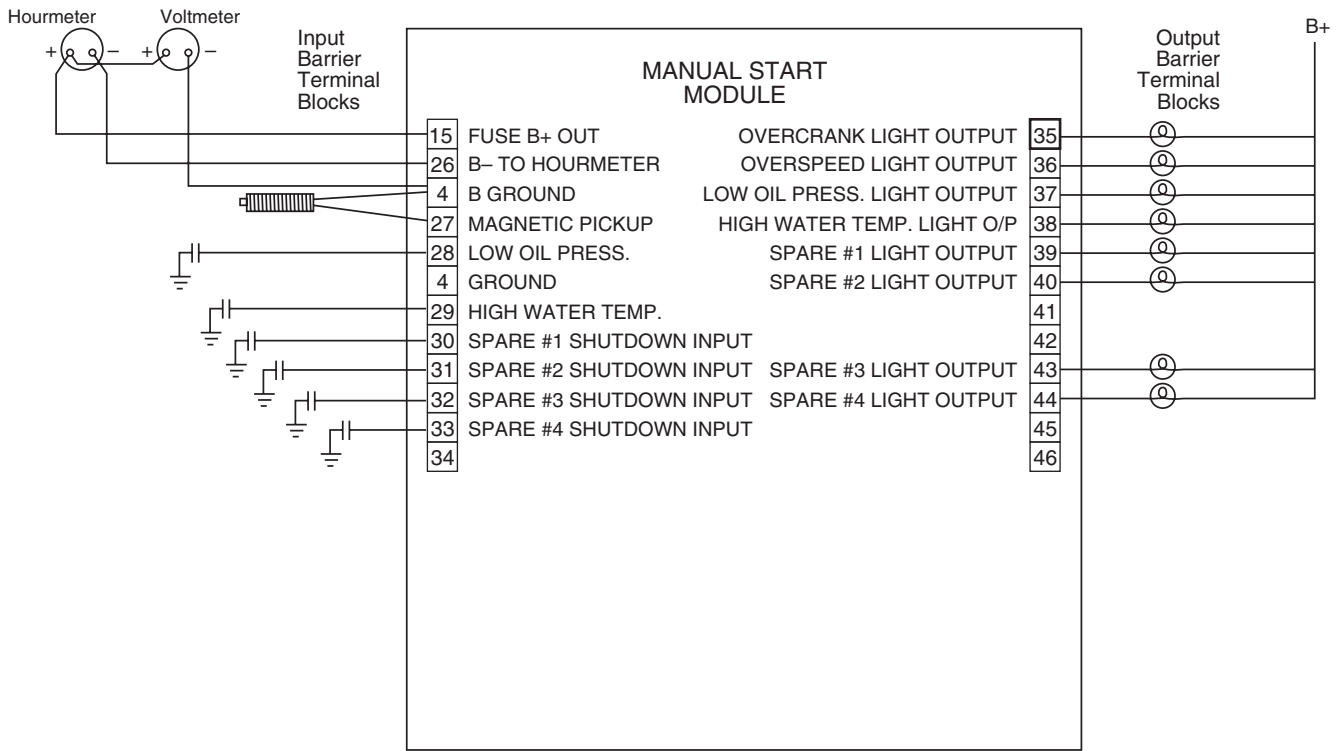 Hourmeter
Voltmeter
+ – + –
Input
Barrier
Terminal
Blocks
MANUAL START
MODULE
Output
Barrier
Terminal
Blocks
B+
15 FUSE B+ OUT
26 B– TO HOURMETER
4 B GROUND
27 MAGNETIC PICKUP
28 LOW OIL PRESS.
4 GROUND
29 HIGH WATER TEMP.
30 SPARE #1 SHUTDOWN INPUT
31 SPARE #2 SHUTDOWN INPUT
32 SPARE #3 SHUTDOWN INPUT
33 SPARE #4 SHUTDOWN INPUT
34
OVERCRANK LIGHT OUTPUT 35
OVERSPEED LIGHT OUTPUT 36
LOW OIL PRESS. LIGHT OUTPUT 37
HIGH WATER TEMP. LIGHT O/P 38
SPARE #1 LIGHT OUTPUT 39
SPARE #2 LIGHT OUTPUT 40
41
42
SPARE #3 LIGHT OUTPUT 43
SPARE #4 LIGHT OUTPUT 44
45
46